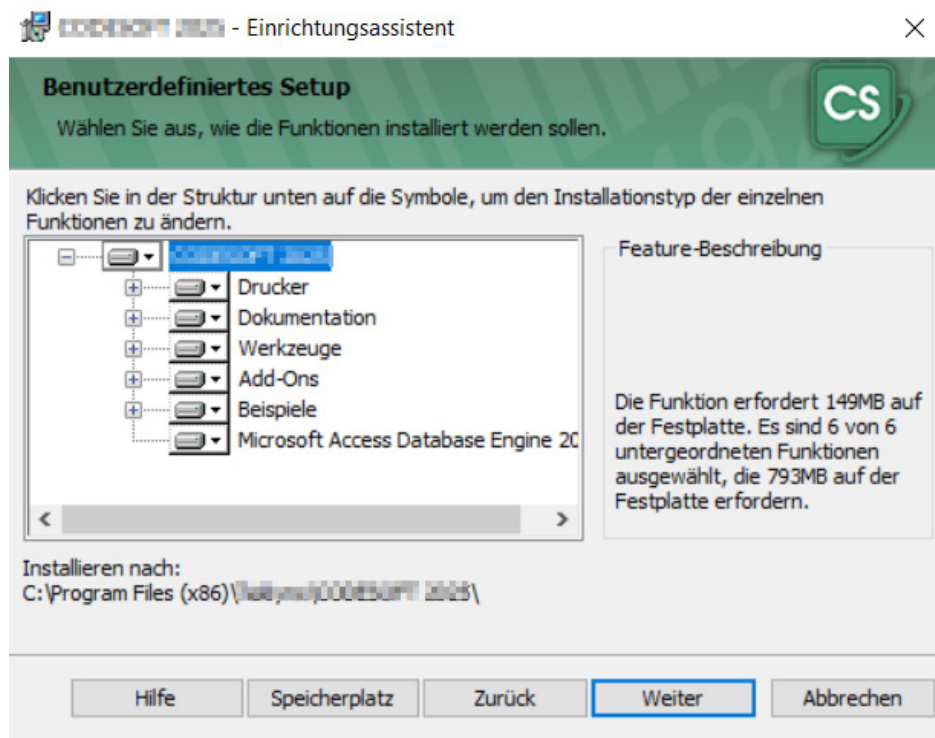 - Einrichtungsassistent
Benutzerdefiniertes Setup
Wählen Sie aus, wie die Funktionen installiert werden sollen.
CS
Klicken Sie in der Struktur unten auf die Symbole, um den Installationstyp der einzelnen
Funktionen zu ändern.
Drucker
Dokumentation
Werkzeuge
Add-Ons
Beispiele
Microsoft Access Database Engine 20
Feature-Beschreibung
Die Funktion erfordert 149MB auf
der Festplatte. Es sind 6 von 6
untergeordneten Funktionen
ausgewählt, die 793MB auf der
Festplatte erfordern.
Installieren nach:
C:\Program Files (x86)\
Hilfe
Speicherplatz
Zurück
Weiter
Abbrechen